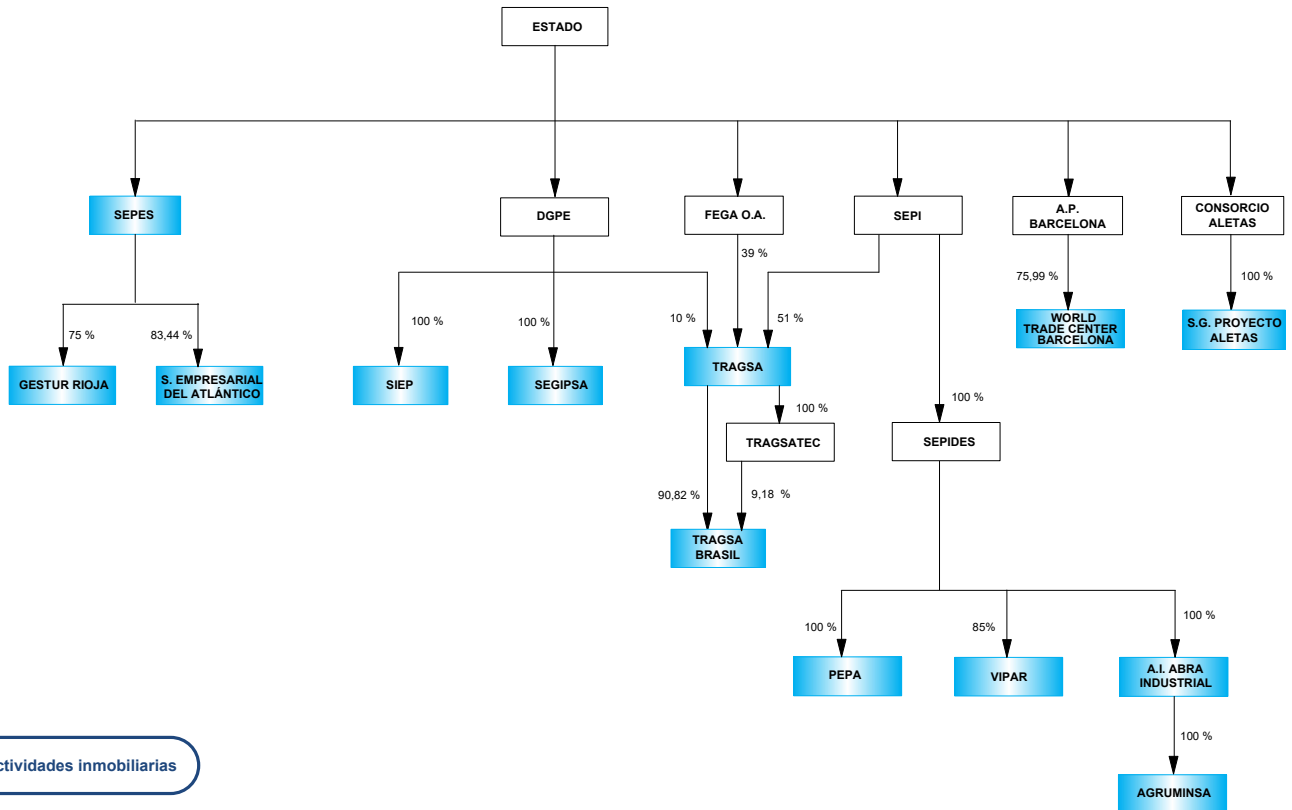 ESTADO
SEPES
DGPE
FEGA O.A.
SEPI
A.P.
BARCELONA
CONSORCIO
ALETAS
39 %
75,99 %
100 %
75 %
83,44 %
100 %
100 %
10 %
51 %
WORLD
TRADE CENTER
BARCELONA
S.G. PROYECTO
ALETAS
GESTUR RIOJA
S. EMPRESARIAL
DEL ATLÁNTICO
SIEP
SEGIPSA
TRAGSA
100 %
100 %
TRAGSATEC
SEPIDES
90,82 %
9,18 %
TRAGSA
BRASIL
100 %
85%
100 %
PEPA
VIPAR
A.I. ABRA
INDUSTRIAL
100 %
ctividades inmobiliarias
AGRUMINSA